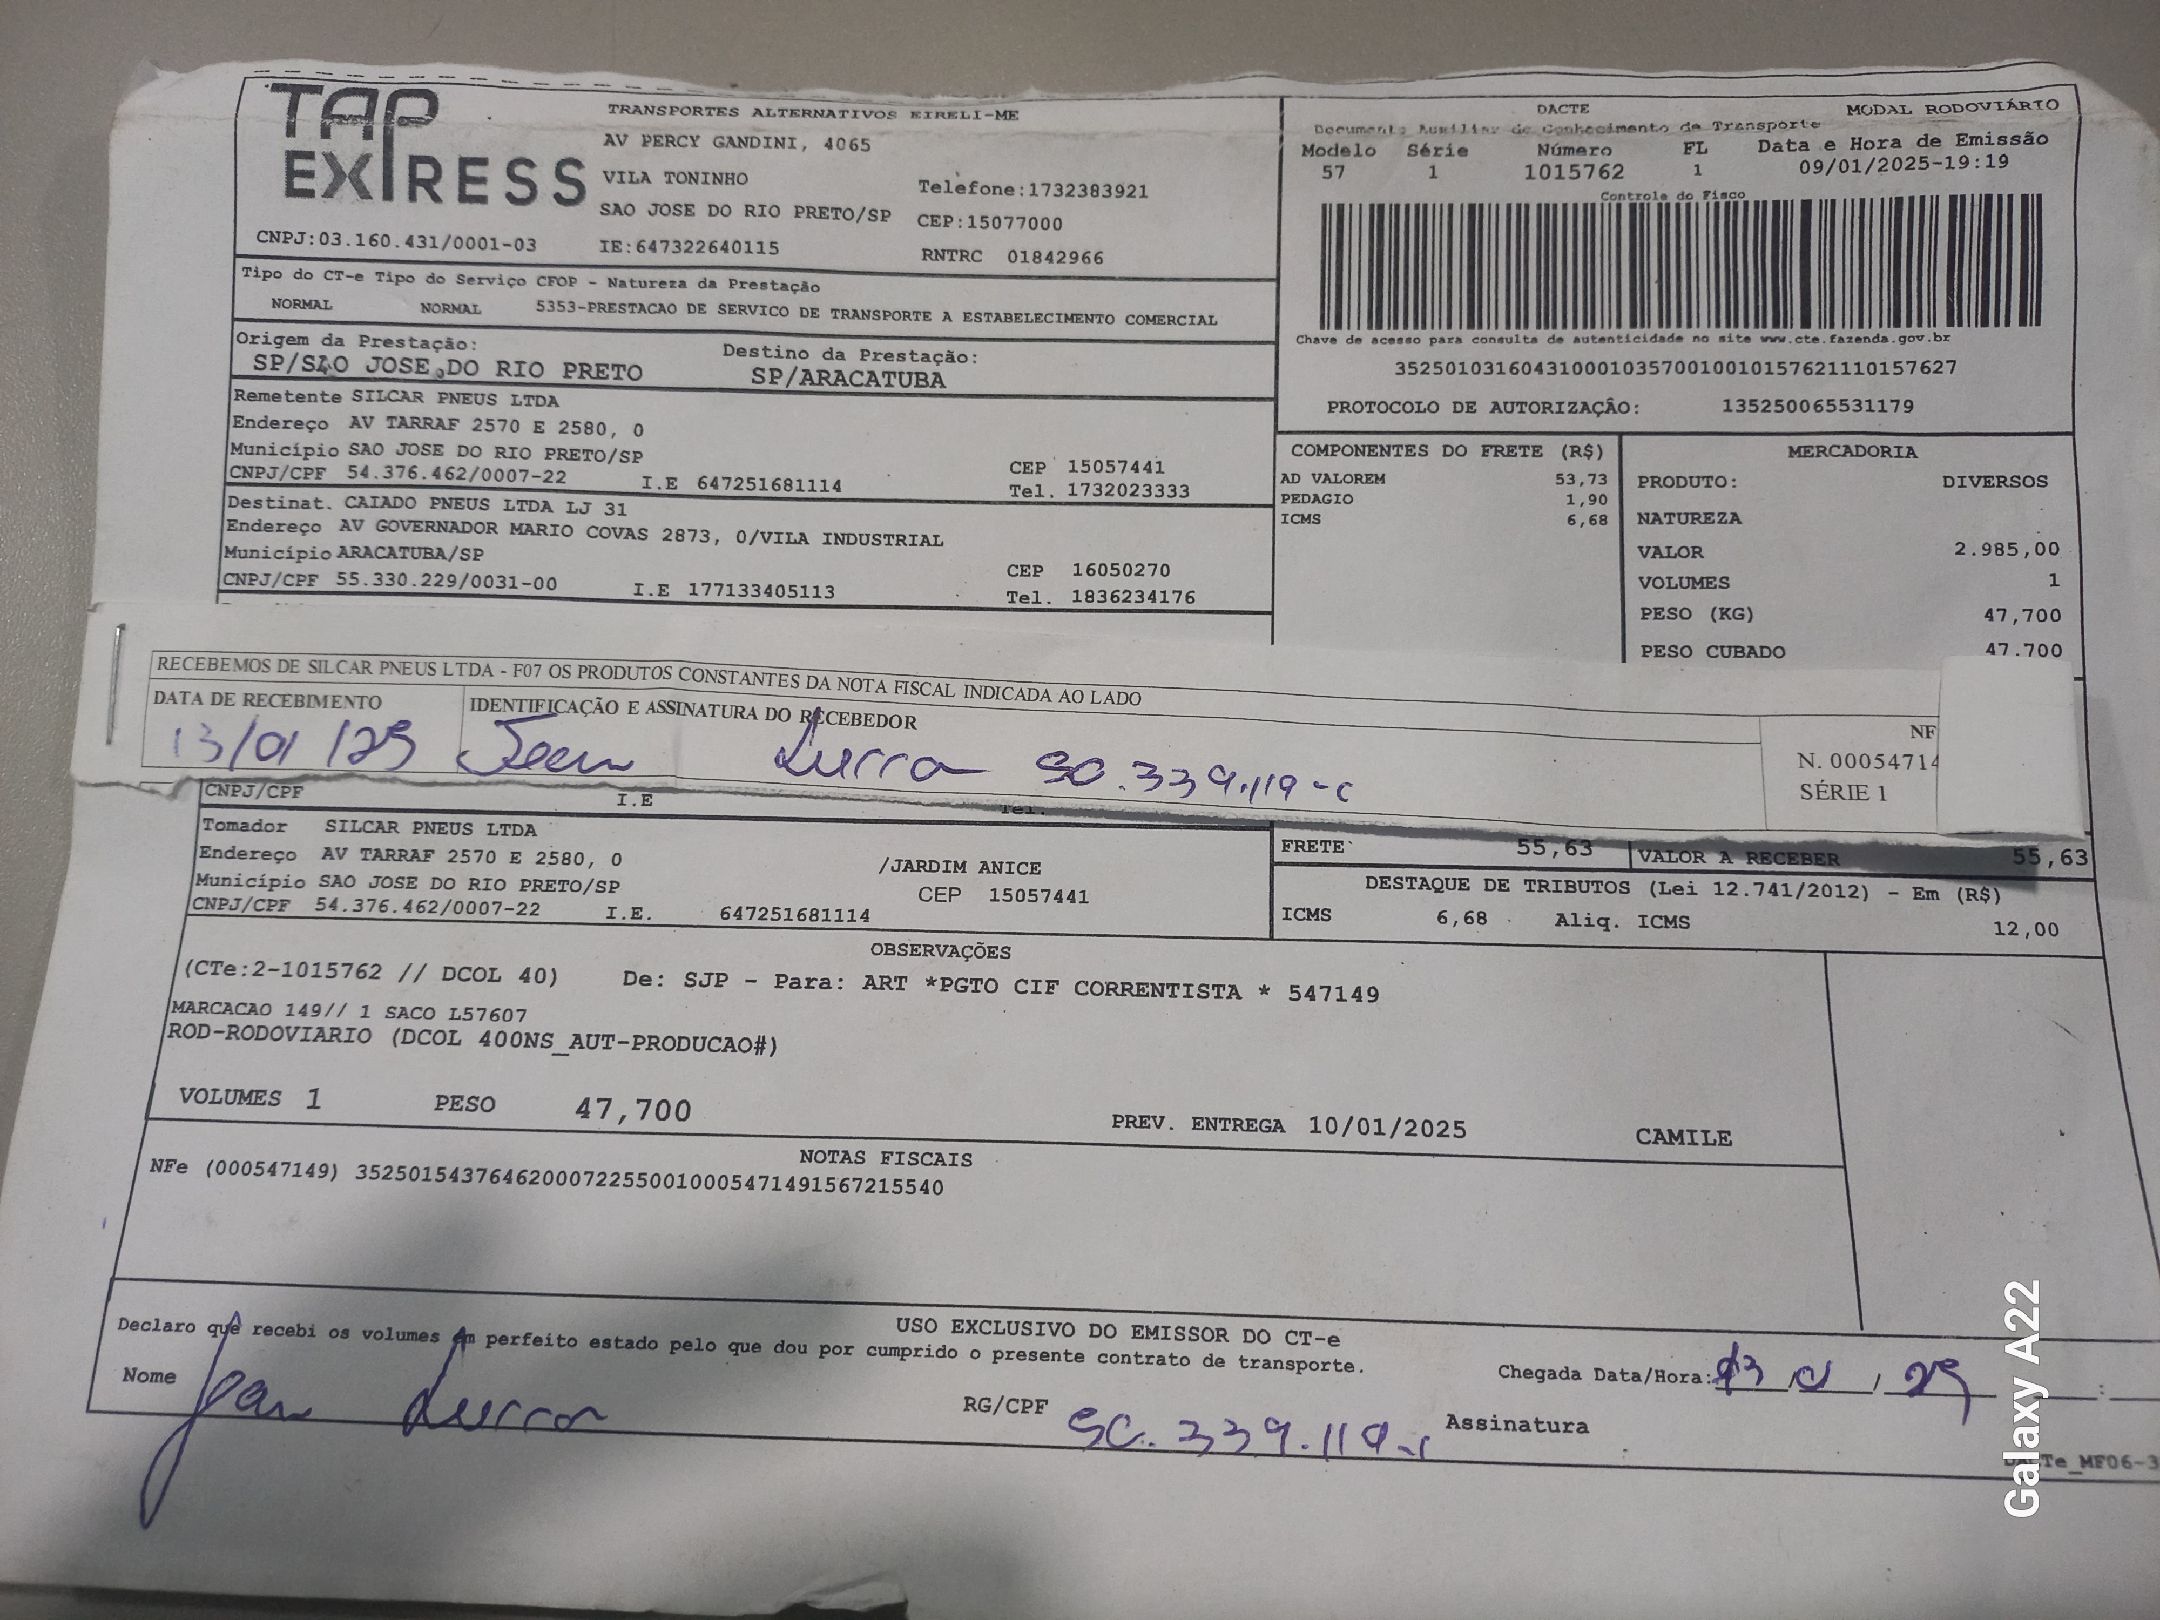 TAP EXPRESS
TRANSPORTES ALTERNATIVOS EIRELI-ME
AV PERCY GANDINI, 4065
VILA TONINHO Telefone:1732383921
SAO JOSE DO RIO PRETO/SP CEP:15077000
CNPJ:03.160.431/0001-03 IE:647322640115 RNTRC 01842966
DACTE MODAL RODOVIÁRIO
Documento Auxiliar de Conhecimento de Transporte
Modelo Série Número FL Data e Hora de Emissão
57 1 1015762 1 09/01/2025-19:19
Controle do Fisco
Chave de acesso para consulta de autenticidade no site www.cte.fazenda.gov.br
35250103160431000103570010010157621110157627
PROTOCOLO DE AUTORIZAÇÂO: 135250065531179
Tipo do CT-e Tipo do Serviço CFOP - Natureza da Prestação
NORMAL NORMAL 5353-PRESTACAO DE SERVICO DE TRANSPORTE A ESTABELECIMENTO COMERCIAL
Origem da Prestação: Destino da Prestação:
SP/SAO JOSE DO RIO PRETO SP/ARACATUBA
Remetente SILCAR PNEUS LTDA
Endereço AV TARRAF 2570 E 2580, 0
Município SAO JOSE DO RIO PRETO/SP CEP 15057441
CNPJ/CPF 54.376.462/0007-22 I.E 647251681114 Tel. 1732023333
Destinat. CAIADO PNEUS LTDA LJ 31
Endereço AV GOVERNADOR MARIO COVAS 2873, 0/VILA INDUSTRIAL
Município ARACATUBA/SP CEP 16050270
CNPJ/CPF 55.330.229/0031-00 I.E 177133405113 Tel. 1836234176
COMPONENTES DO FRETE (R$)
AD VALOREM 53,73
PEDAGIO 1,90
ICMS 6,68
MERCADORIA
PRODUTO: DIVERSOS
NATUREZA
VALOR 2.985,00
VOLUMES 1
PESO (KG) 47,700
PESO CUBADO 47.700
RECEBEMOS DE SILCAR PNEUS LTDA - F07 OS PRODUTOS CONSTANTES DA NOTA FISCAL INDICADA AO LADO
DATA DE RECEBIMENTO IDENTIFICAÇÃO E ASSINATURA DO RECEBEDOR NF
13/01/25 Jean 50.339.119-c N. 00054714
SÉRIE 1
CNPJ/CPF I.E Tel.
Tomador SILCAR PNEUS LTDA
Endereço AV TARRAF 2570 E 2580, 0 /JARDIM ANICE
Município SAO JOSE DO RIO PRETO/SP CEP 15057441
CNPJ/CPF 54.376.462/0007-22 I.E. 647251681114
FRETE 55,63 VALOR A RECEBER 55,63
DESTAQUE DE TRIBUTOS (Lei 12.741/2012) - Em (R$)
ICMS 6,68 Aliq. ICMS 12,00
OBSERVAÇÕES
(CTe:2-1015762 // DCOL 40) De: SJP - Para: ART *PGTO CIF CORRENTISTA * 547149
MARCACAO 149// 1 SACO L57607
ROD-RODOVIARIO (DCOL 400NS_AUT-PRODUCAO#)
VOLUMES 1 PESO 47,700 PREV. ENTREGA 10/01/2025 CAMILE
NOTAS FISCAIS
NFe (000547149) 35250154376462000722550010005471491567215540
USO EXCLUSIVO DO EMISSOR DO CT-e
Declaro que recebi os volumes em perfeito estado pelo que dou por cumprido o presente contrato de transporte.
Nome Jean RG/CPF 50.339.119-c Assinatura Chegada Data/Hora: 13/01/25 :
Te_MF06-3
Galaxy A22